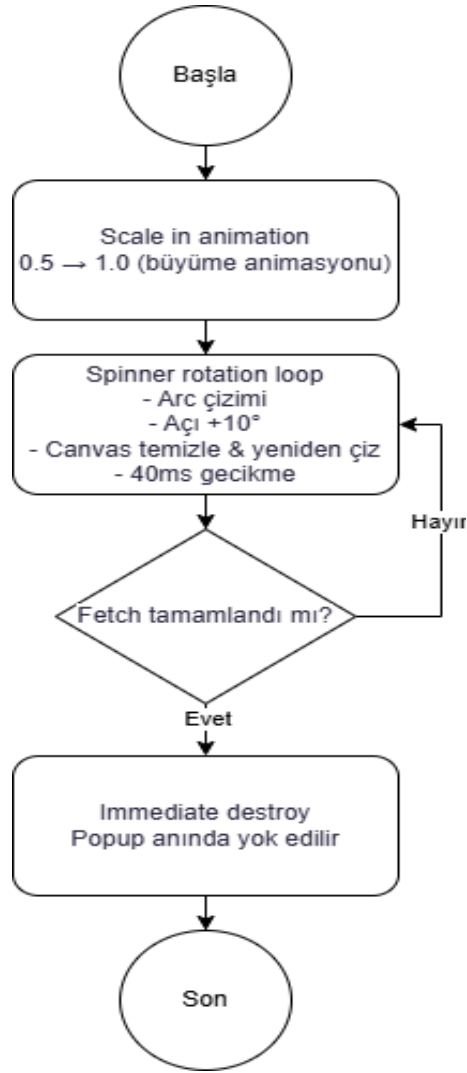 Başla
Scale in animation
0.5 → 1.0 (büyüme animasyonu)
Spinner rotation loop
- Arc çizimi
- Açı +10°
- Canvas temizle & yeniden çiz
- 40ms gecikme
Hayır
Fetch tamamlandı mı?
Evet
Immediate destroy
Popup anında yok edilir
Son